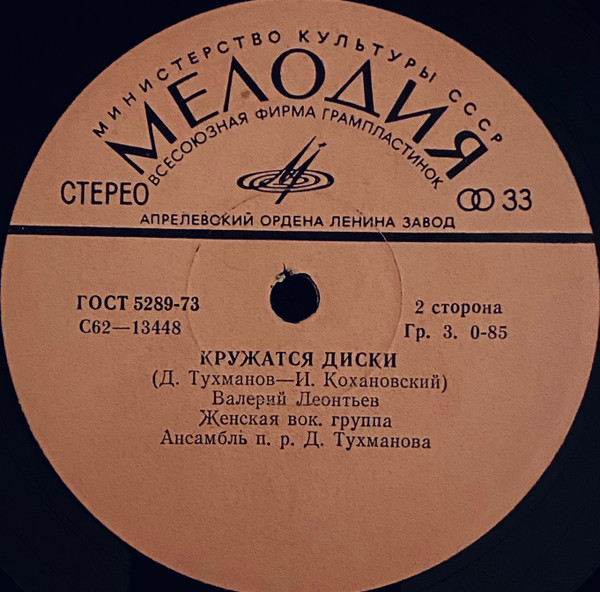 МИНИСТЕРСТВО КУЛЬТУРЫ СССР
МЕЛОДИЯ
ВСЕСОЮЗНАЯ ФИРМА ГРАМПЛАСТИНОК
СТЕРЕО
33
АПРЕЛЕВСКИЙ ОРДЕНА ЛЕНИНА ЗАВОД
ГОСТ 5289-73
2 сторона
С62—13448
Гр. 3. 0-85
КРУЖАТСЯ ДИСКИ
(Д. Тухманов—И. Кохановский)
Валерий Леонтьев
Женская вок. группа
Ансамбль п. р. Д. Тухманова